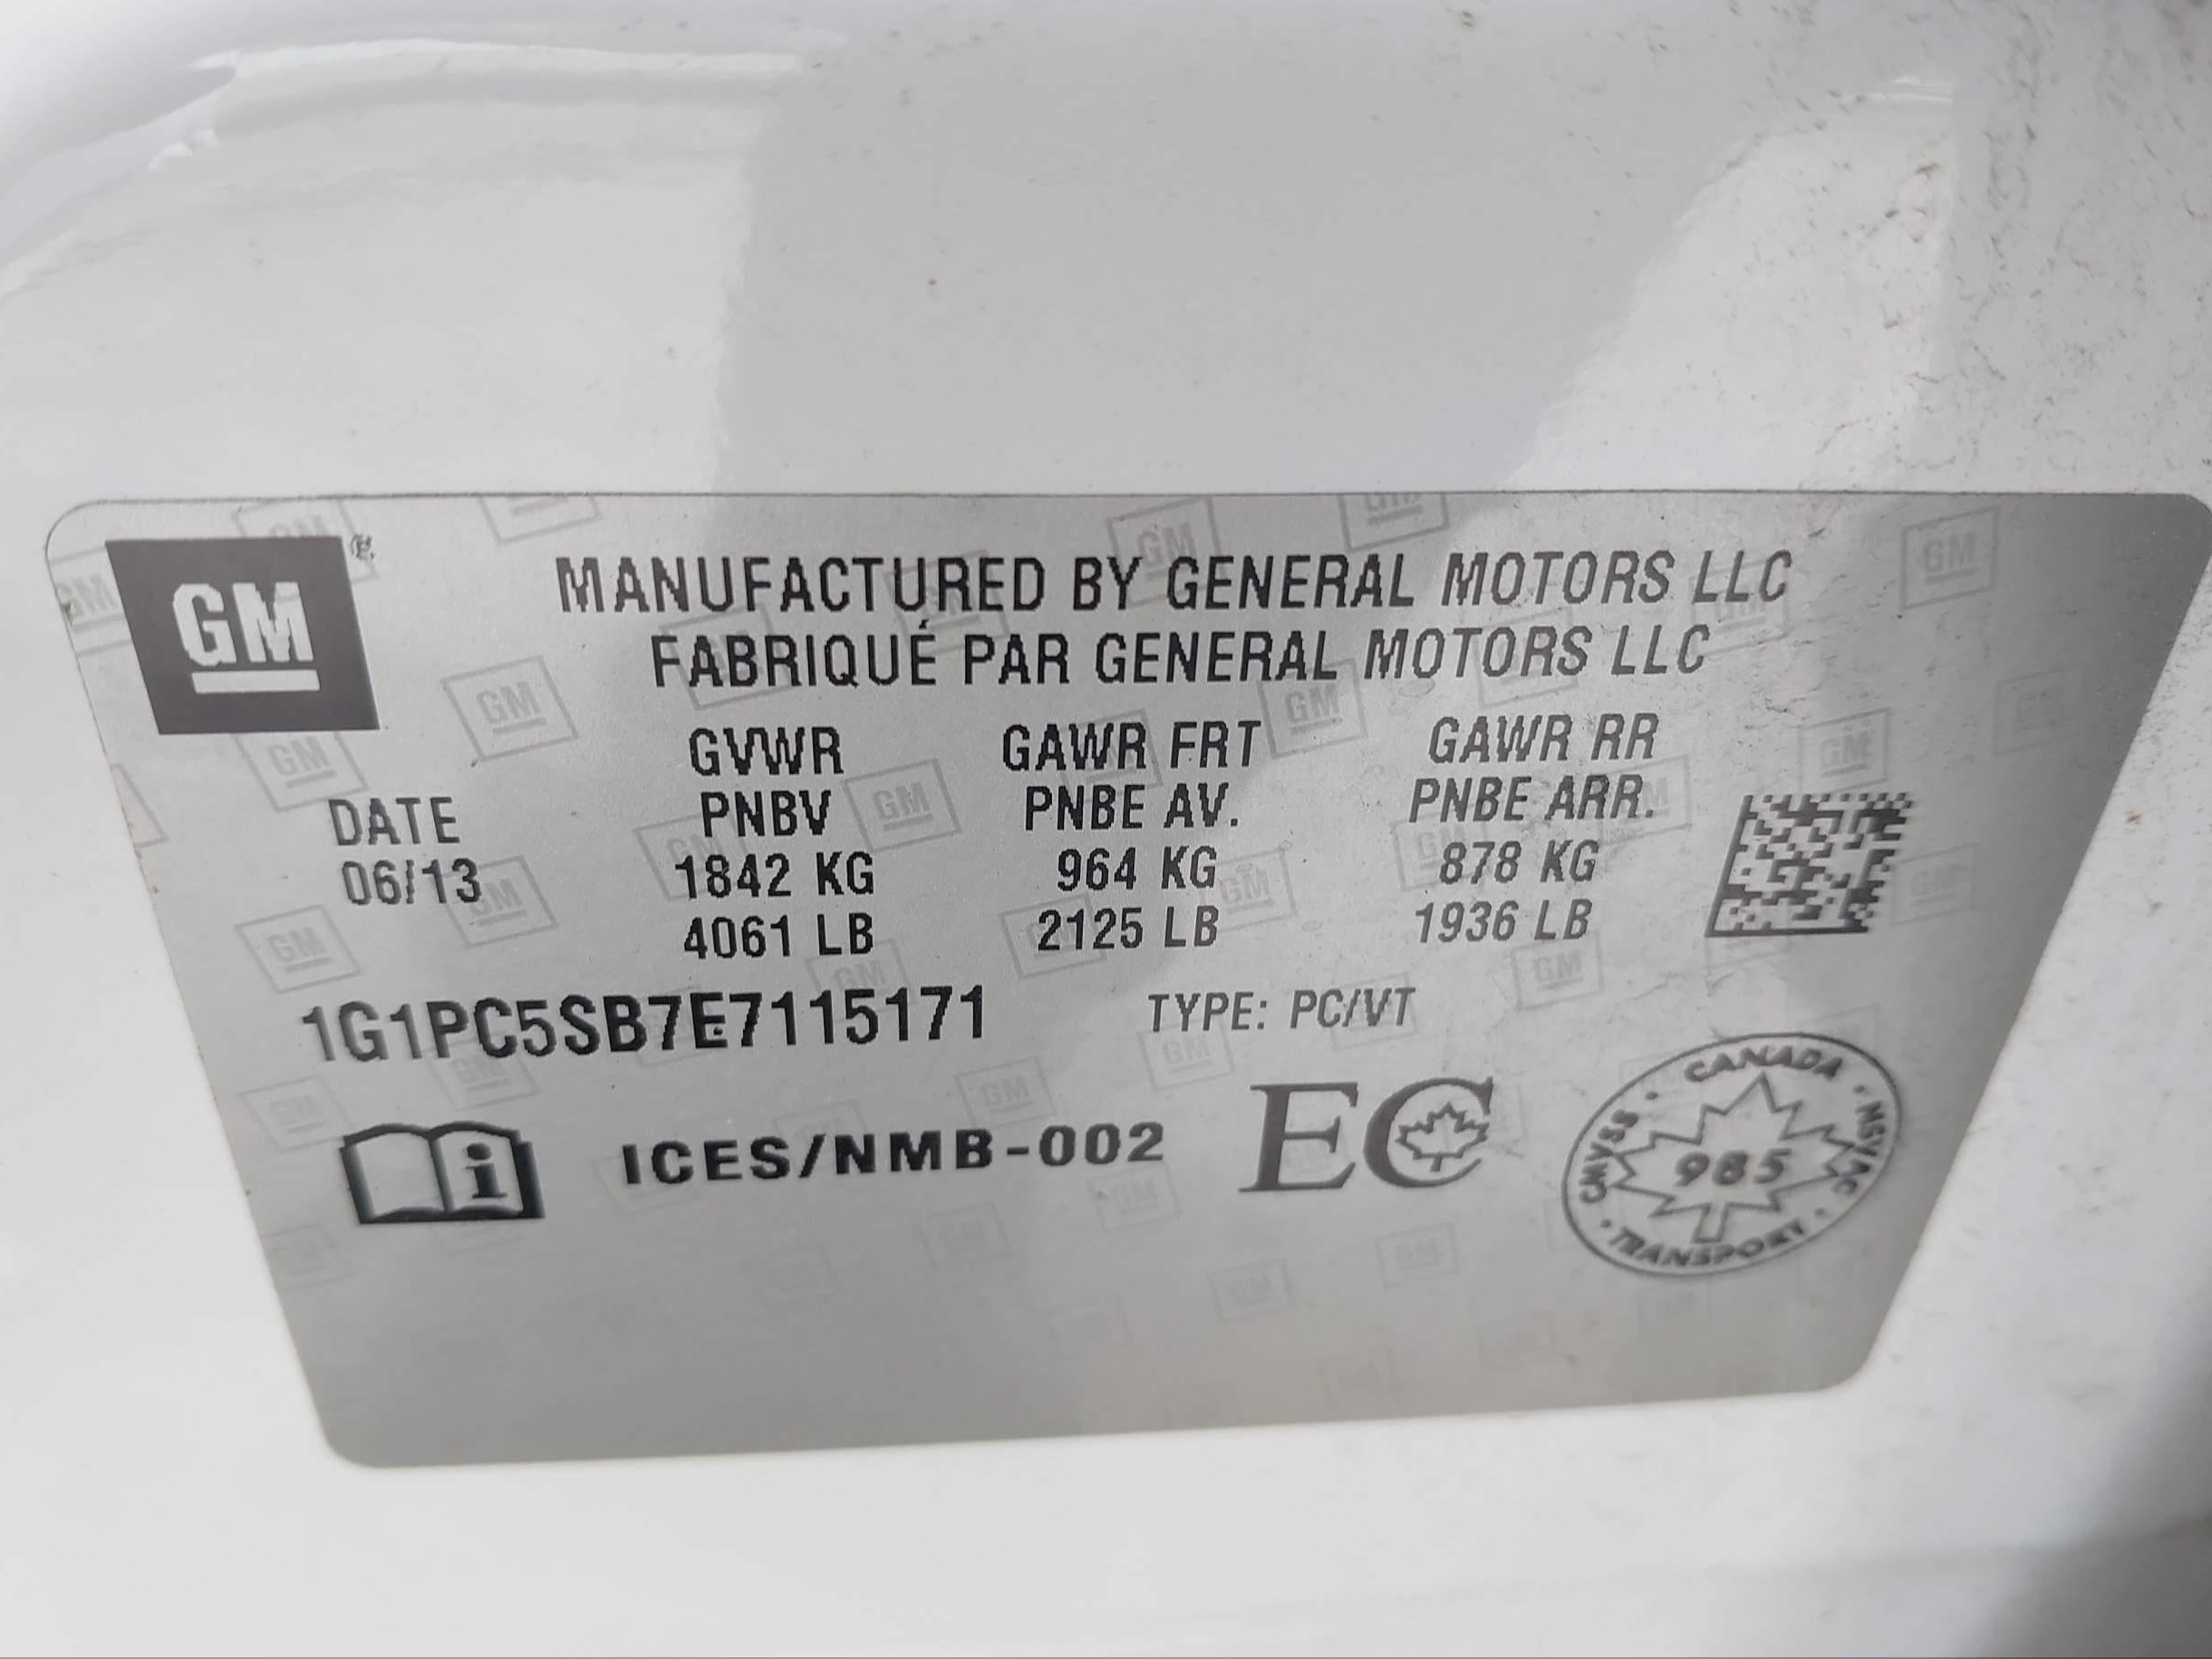 GM
MANUFACTURED BY GENERAL MOTORS LLC
FABRIQUÉ PAR GENERAL MOTORS LLC
DATE
06/13
GVWR
PNBV
1842 KG
4061 LB
GAWR FRT
PNBE AV.
964 KG
2125 LB
GAWR RR
PNBE ARR.
878 KG
1936 LB
1G1PC5SB7E7115171
TYPE: PC/VT
i
ICES/NMB-002
EC
CANADA
CMVSS
NSVAC
985
TRANSPORT